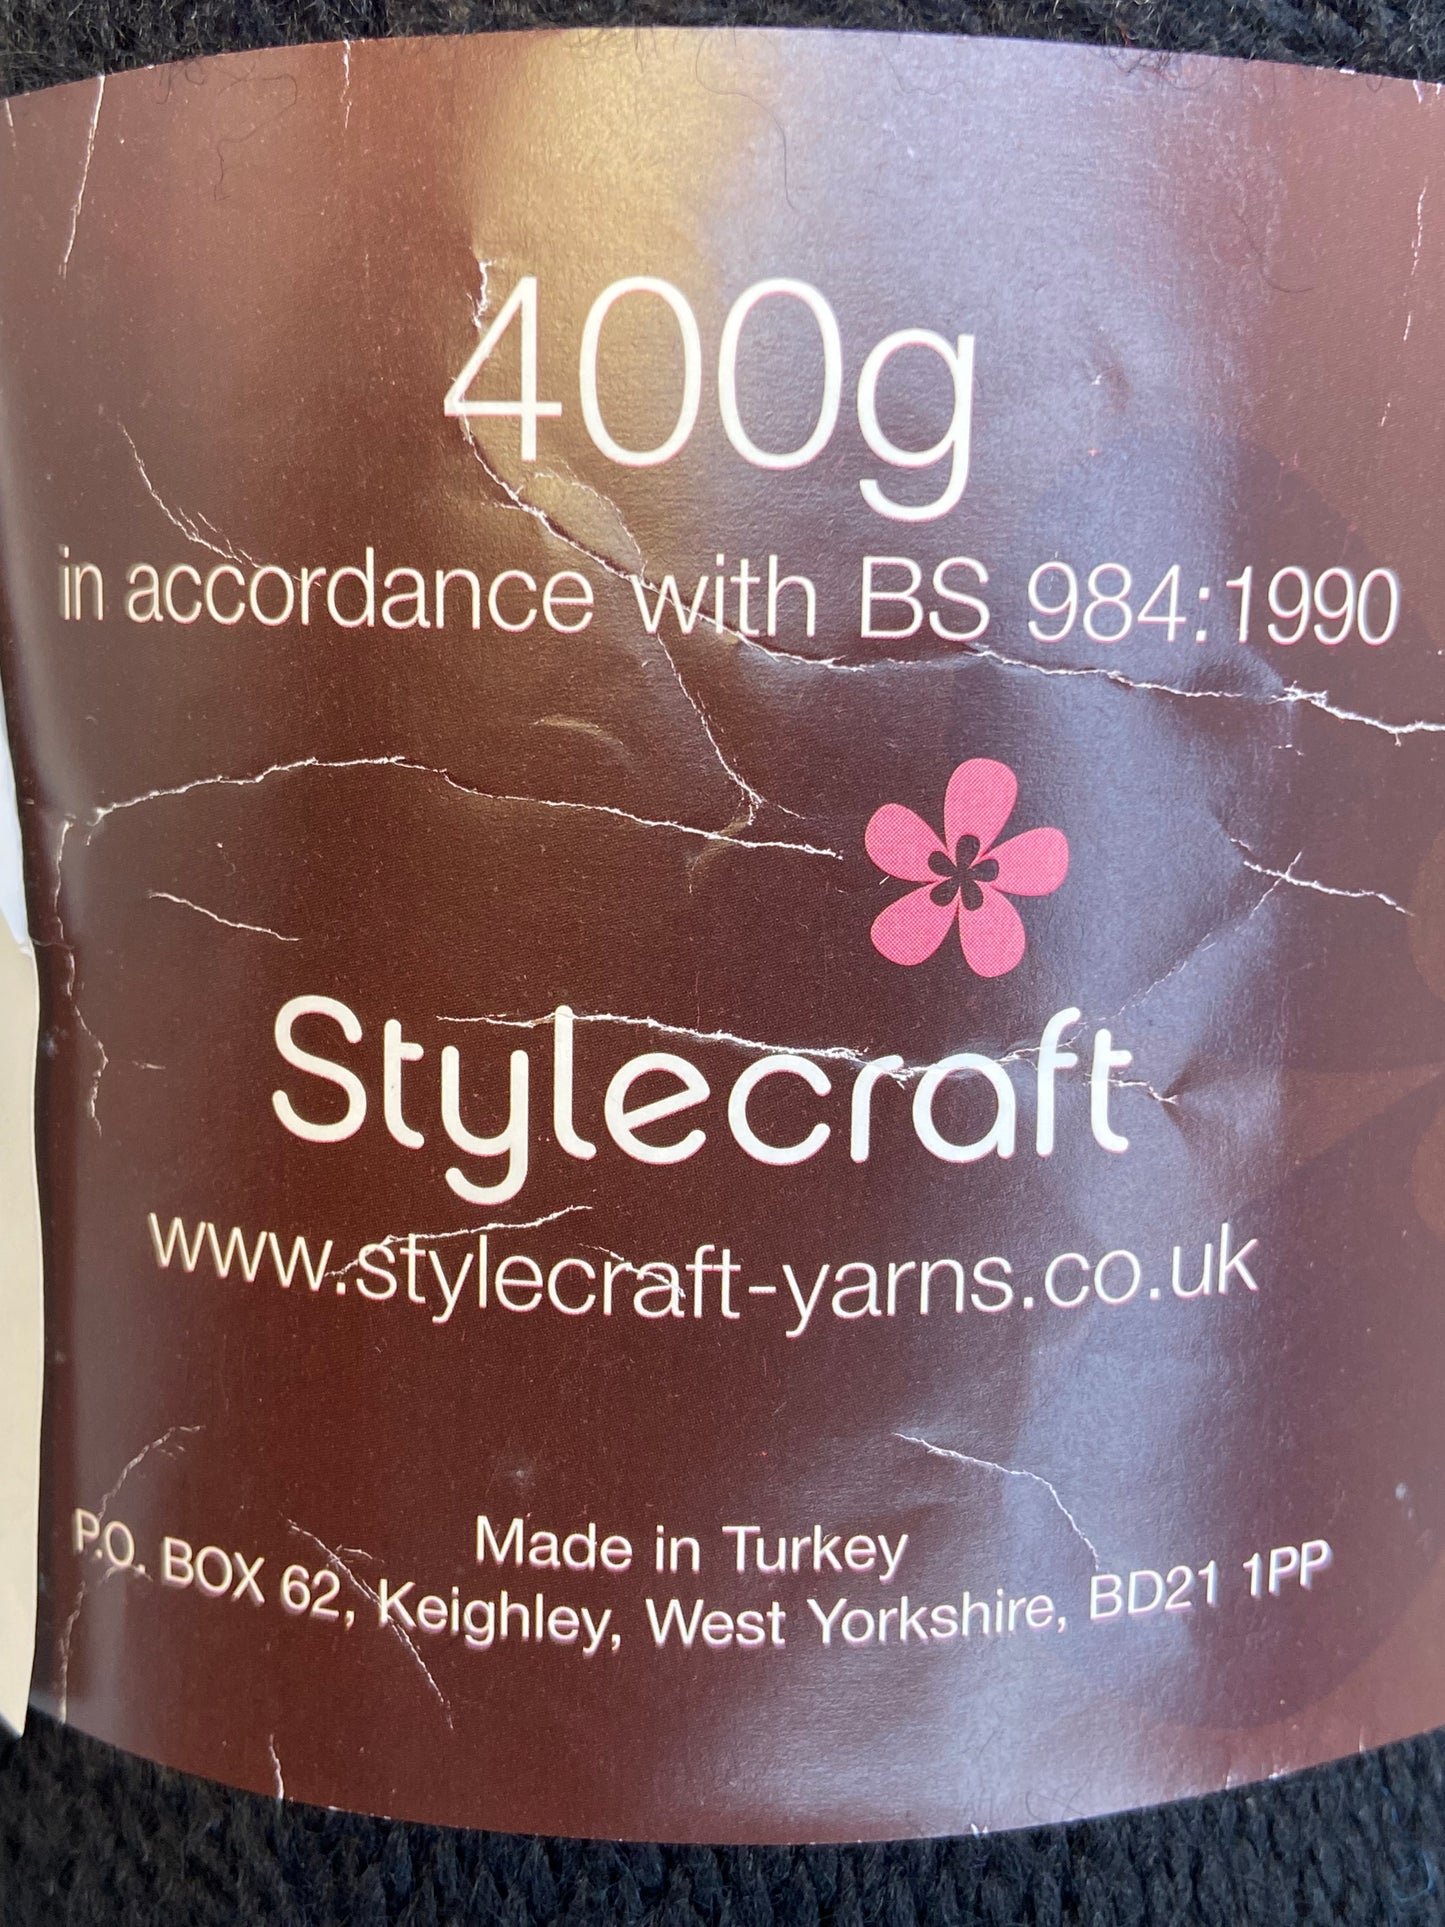 400g
in accordance with BS 984:1990
Stylecraft
www.stylecraft-yarns.co.uk
Made in Turkey
P.O. BOX 62, Keighley, West Yorkshire, BD21 1PP